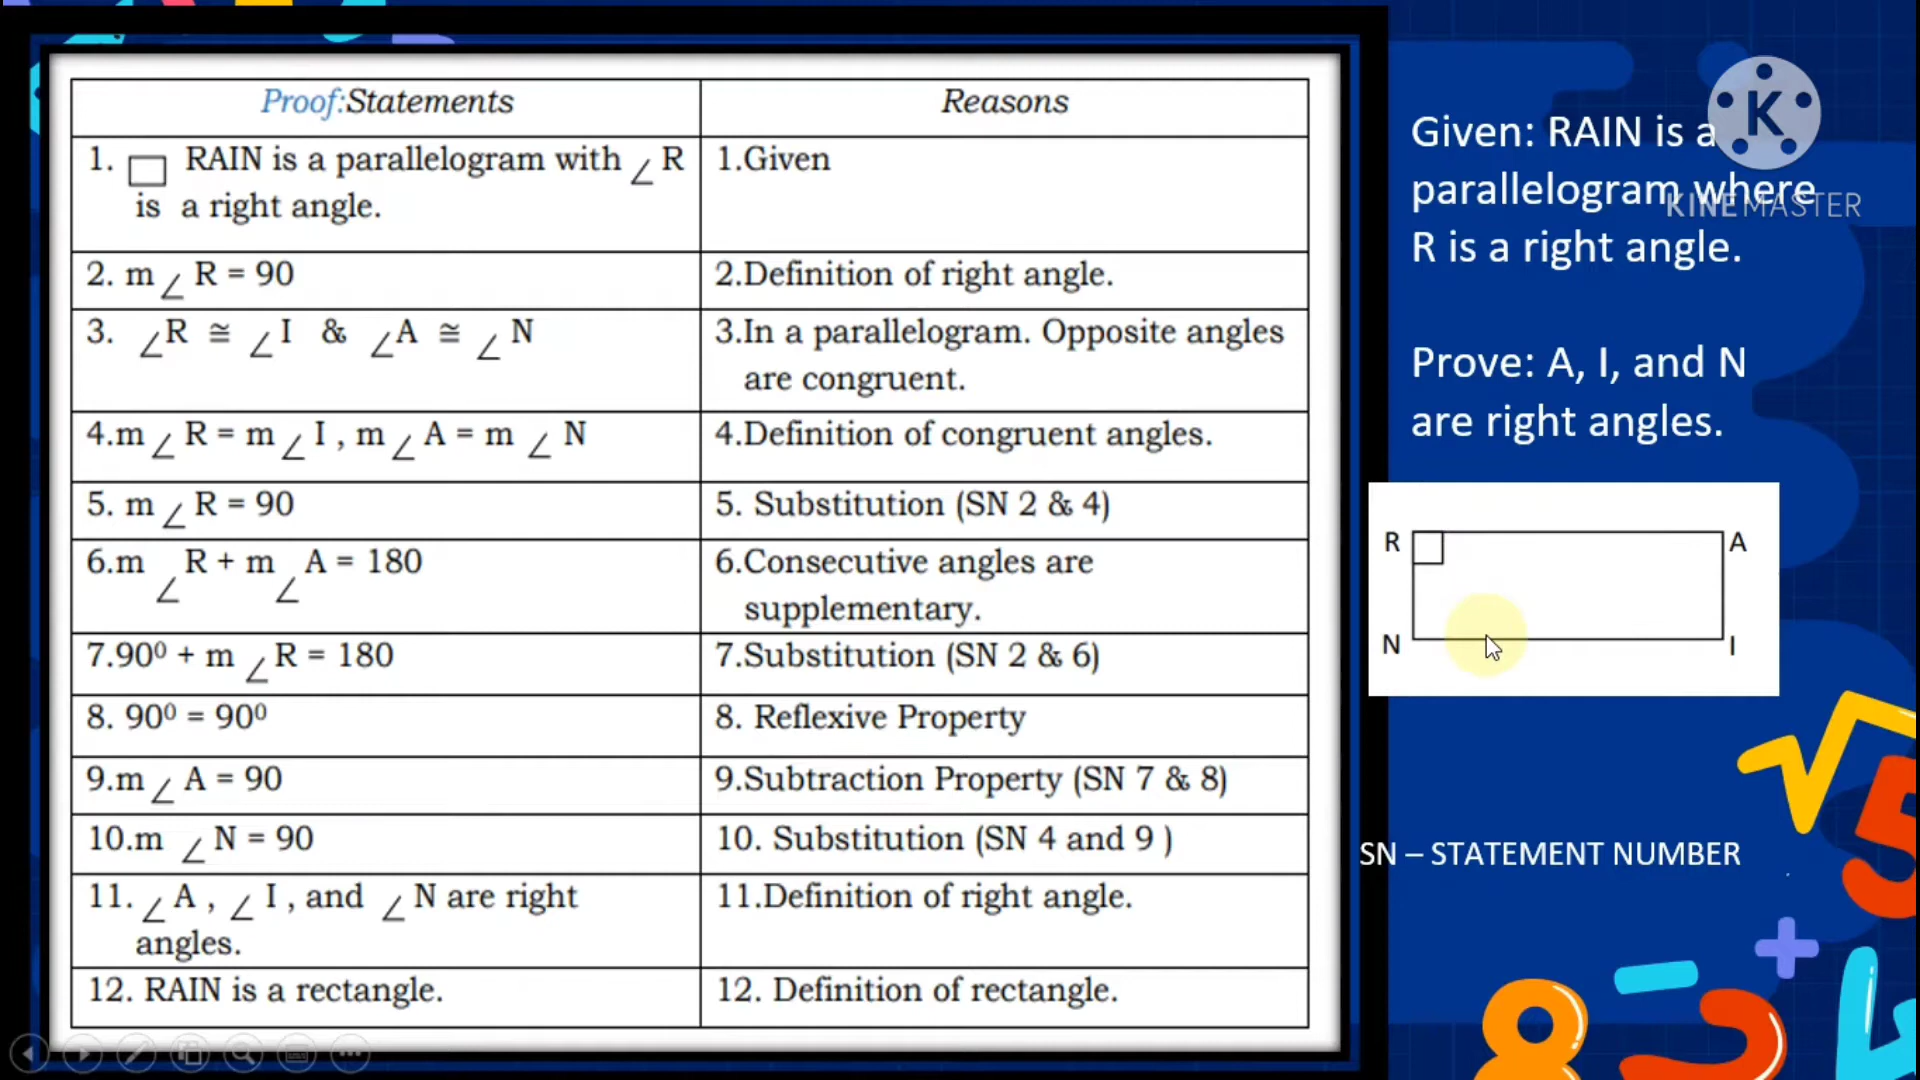 Proof:Statements
Reasons
1. ▭ RAIN is a parallelogram with ∠R
is a right angle.
1.Given
2. m∠R = 90
2.Definition of right angle.
3. ∠R ≅ ∠I & ∠A ≅ ∠N
3.In a parallelogram. Opposite angles
are congruent.
4.m∠R = m∠I , m∠A = m∠N
4.Definition of congruent angles.
5. m∠R = 90
5. Substitution (SN 2 & 4)
6.m∠R + m∠A = 180
6.Consecutive angles are
supplementary.
7.90⁰ + m∠R = 180
7.Substitution (SN 2 & 6)
8. 90⁰ = 90⁰
8. Reflexive Property
9.m∠A = 90
9.Subtraction Property (SN 7 & 8)
10.m∠N = 90
10. Substitution (SN 4 and 9 )
11.∠A , ∠I , and ∠N are right
angles.
11.Definition of right angle.
12. RAIN is a rectangle.
12. Definition of rectangle.
Given: RAIN is a
parallelogram where
R is a right angle.
K
KINEMASTER
Prove: A, I, and N
are right angles.
R
A
N
I
SN – STATEMENT NUMBER
√
5
+
8